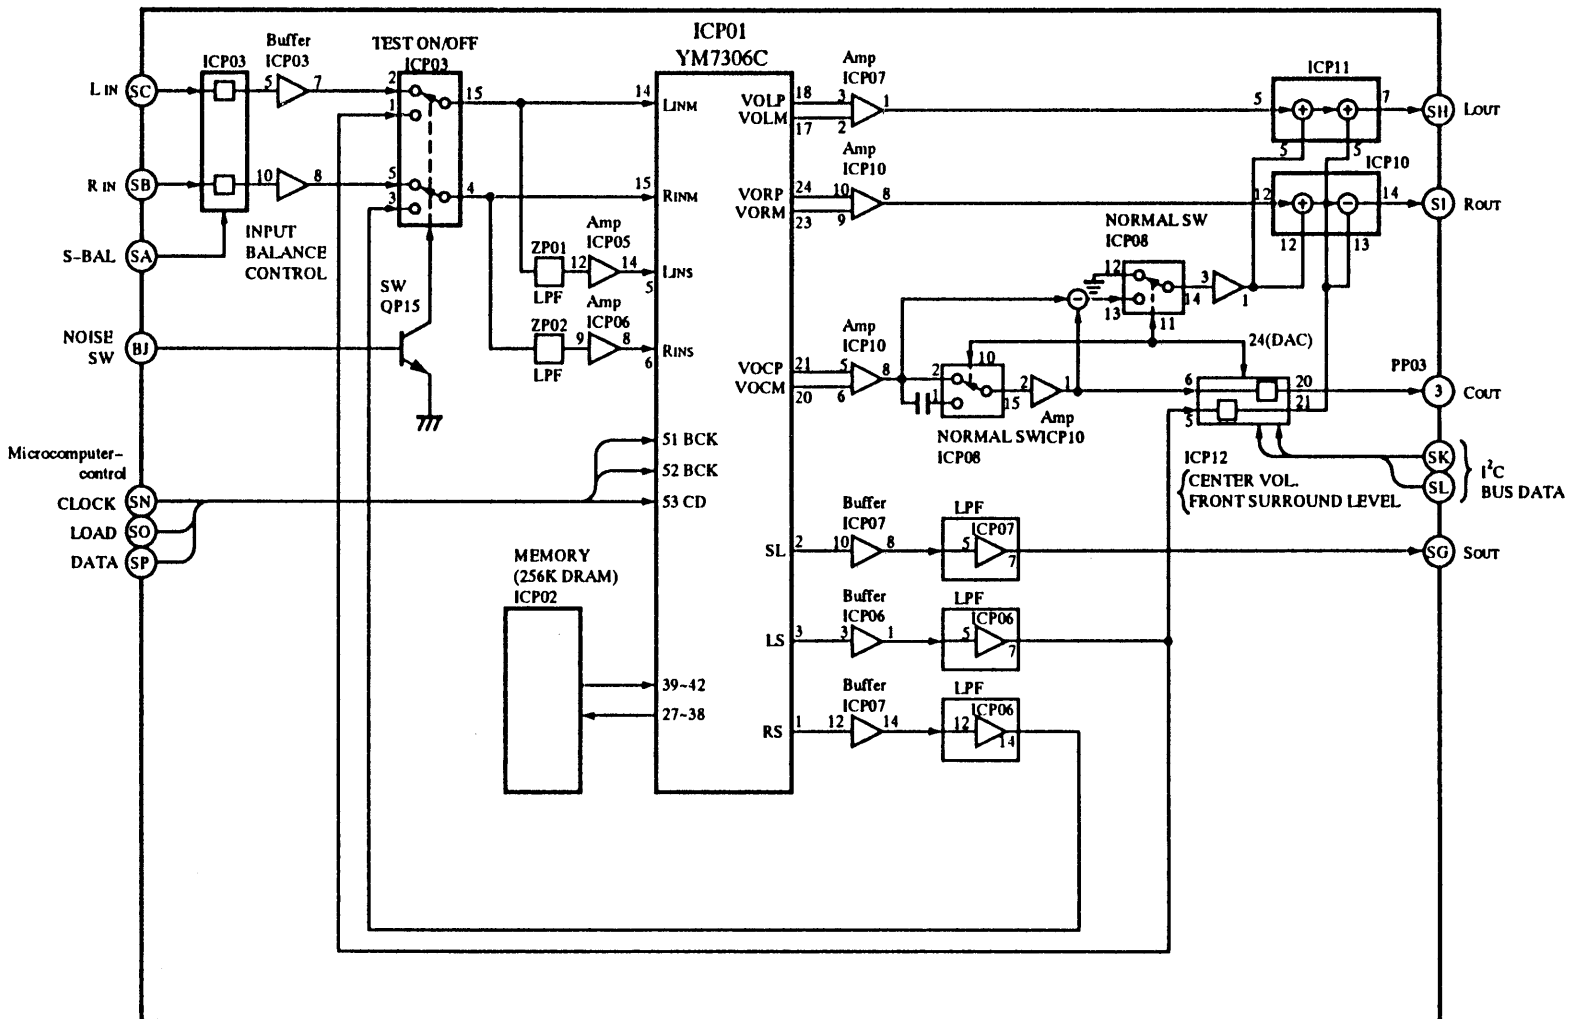 ICP01
YM7306C
TEST ON/OFF
ICP03
Buffer
ICP03
ICP03
Amp
ICP07
ICP11
L IN
SC
5
7
2
1
15
14
LINM
VOLP
VOLM
18
17
3
2
1
5
7
SH
LOUT
5
5
ICP10
R IN
SB
10
8
5
3
4
15
RINM
VORP
VORM
24
23
Amp
ICP10
10
9
8
12
14
SI
ROUT
12
13
S-BAL
SA
INPUT
BALANCE
CONTROL
SW
QP15
ZP01
LPF
12
Amp
ICP05
14
5
LINS
NORMAL SW
ICP08
12
13
14
11
3
1
NOISE
SW
BJ
ZP02
LPF
9
Amp
ICP06
8
6
RINS
VOCP
VOCM
21
20
Amp
ICP10
5
6
8
2
1
10
15
NORMAL SW
ICP08
2
1
Amp
ICP10
24(DAC)
6
5
20
21
PP03
3
COUT
ICP12
CENTER VOL.
FRONT SURROUND LEVEL
SK
SL
I²C
BUS DATA
Microcomputer-
control
CLOCK
SN
LOAD
SO
DATA
SP
51 BCK
52 BCK
53 CD
MEMORY
(256K DRAM)
ICP02
39~42
27~38
SL
2
Buffer
ICP07
10
8
LPF
ICP07
5
7
SG
SOUT
LS
3
Buffer
ICP06
3
1
LPF
ICP06
5
7
RS
1
Buffer
ICP07
12
14
LPF
ICP06
12
14